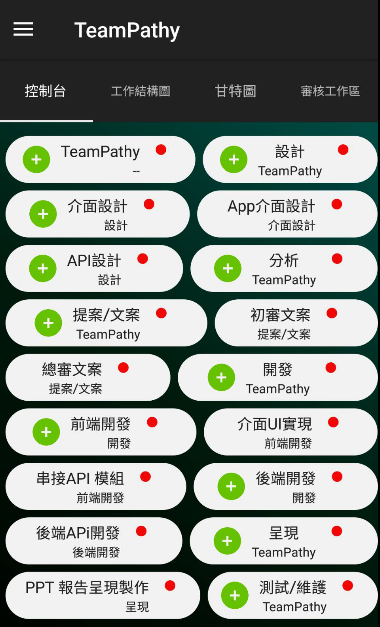 TeamPathy
控制台 工作結構圖 甘特圖 審核工作區
TeamPathy
--
設計
TeamPathy
介面設計
設計
App介面設計
介面設計
API設計
設計
分析
TeamPathy
提案/文案
TeamPathy
初審文案
提案/文案
總審文案
提案/文案
開發
TeamPathy
前端開發
開發
介面UI實現
前端開發
串接API 模組
前端開發
後端開發
開發
後端APi開發
後端開發
呈現
TeamPathy
PPT 報告呈現製作
呈現
測試/維護
TeamPathy